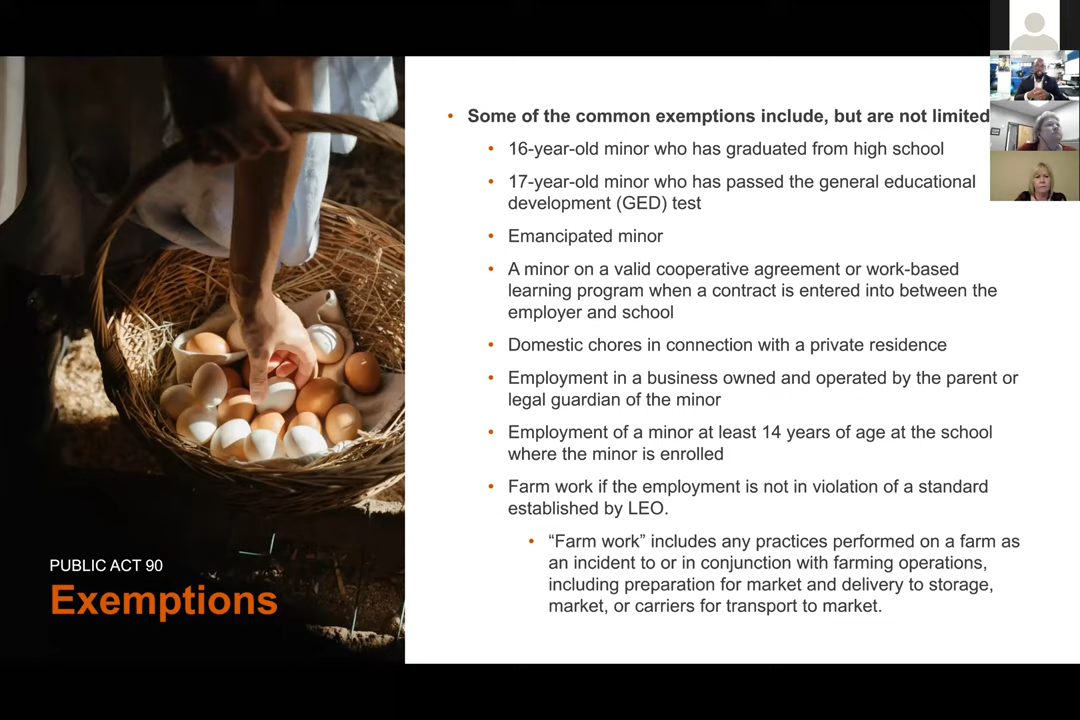 • Some of the common exemptions include, but are not limited
• 16-year-old minor who has graduated from high school
• 17-year-old minor who has passed the general educational
development (GED) test
• Emancipated minor
• A minor on a valid cooperative agreement or work-based
learning program when a contract is entered into between the
employer and school
• Domestic chores in connection with a private residence
• Employment in a business owned and operated by the parent or
legal guardian of the minor
• Employment of a minor at least 14 years of age at the school
where the minor is enrolled
• Farm work if the employment is not in violation of a standard
established by LEO.
• “Farm work” includes any practices performed on a farm as
an incident to or in conjunction with farming operations,
including preparation for market and delivery to storage,
market, or carriers for transport to market.
PUBLIC ACT 90
Exemptions